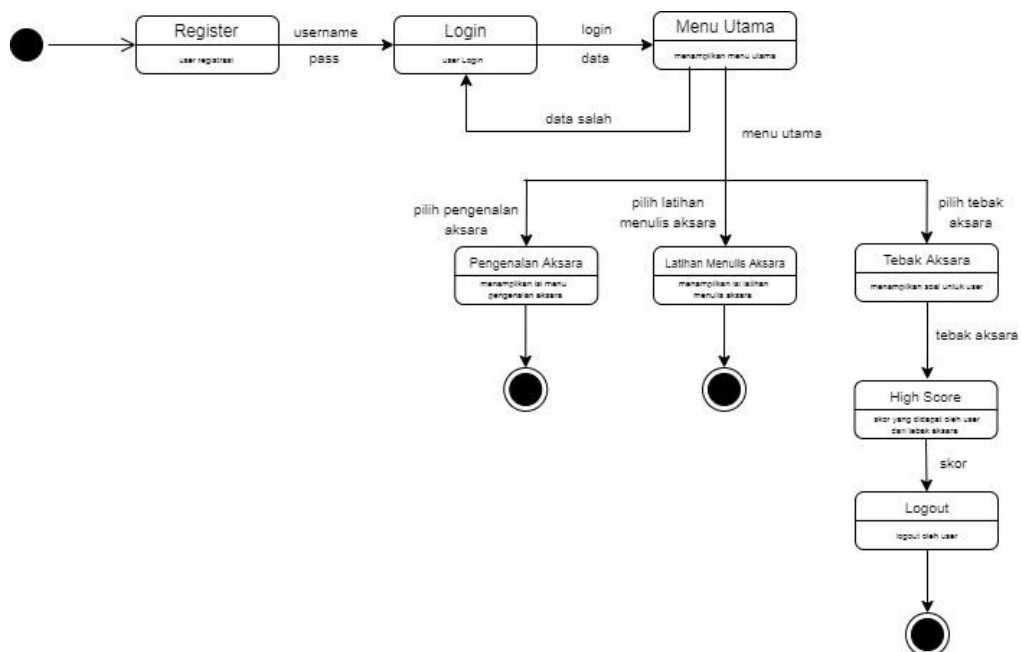 Register
user registrasi
username
pass
Login
user Login
login
data
Menu Utama
menampilkan menu utama
data salah
menu utama
pilih pengenalan
aksara
pilih latihan
menulis aksara
pilih tebak
aksara
Pengenalan Aksara
menampilkan isi menu
pengenalan aksara
Latihan Menulis Aksara
menampilkan isi latihan
menulis aksara
Tebak Aksara
menampilkan soal untuk user
tebak aksara
High Score
skor yang didapat oleh user
dari tebak aksara
skor
Logout
logout oleh user